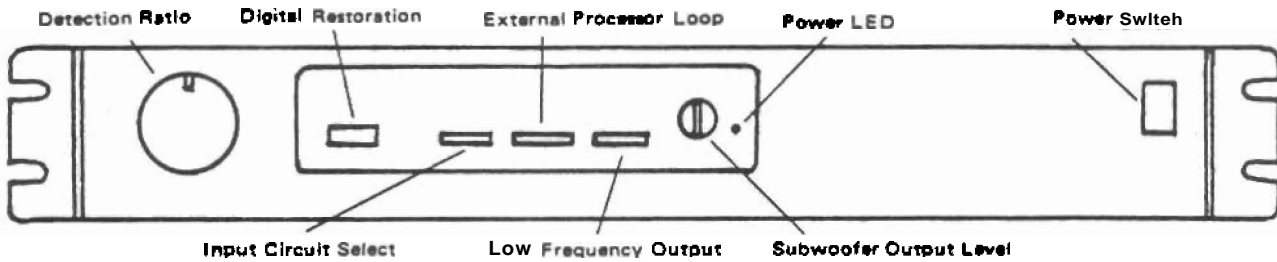 Detection Ratio
Digital Restoration
External Processor Loop
Power LED
Power Swlteh
Input Circuit Select
Low Frequency Output
Subwoofer Output Level